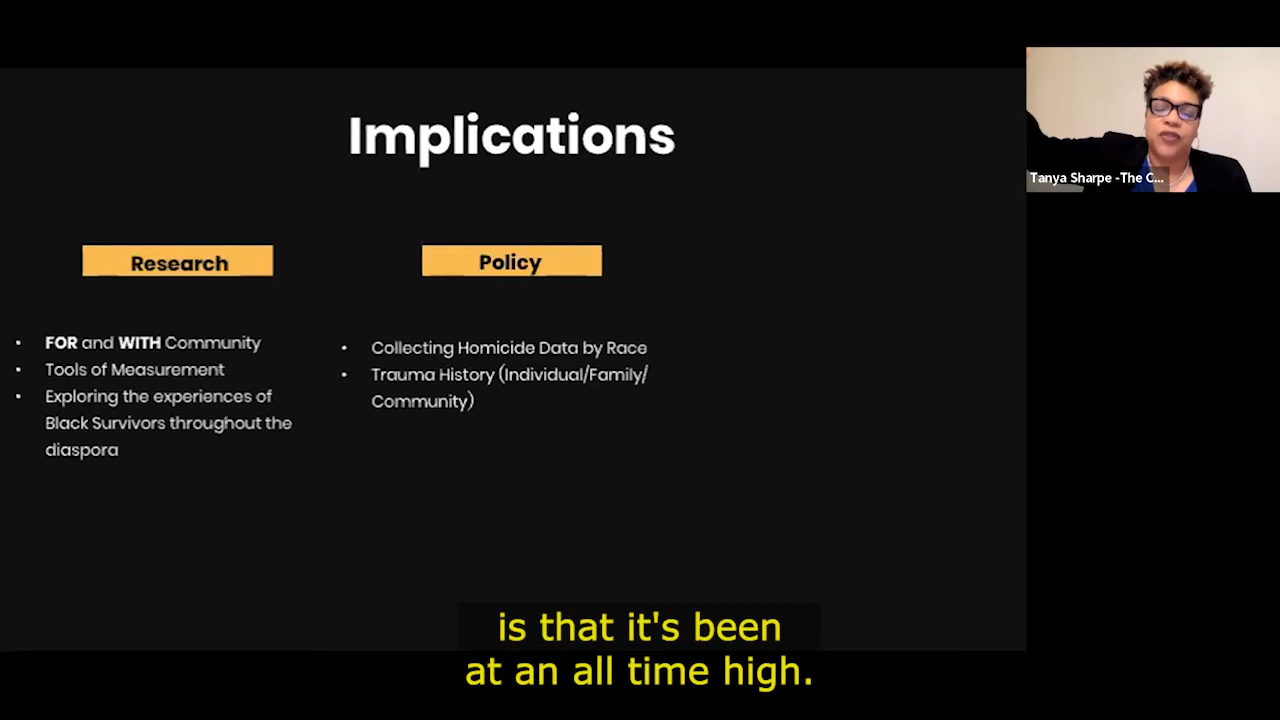 Implications
Tanya Sharpe -The C...
Research
• FOR and WITH Community
• Tools of Measurement
• Exploring the experiences of
Black Survivors throughout the
diaspora
Policy
• Collecting Homicide Data by Race
• Trauma History (Individual/Family/
Community)
is that it's been
at an all time high.